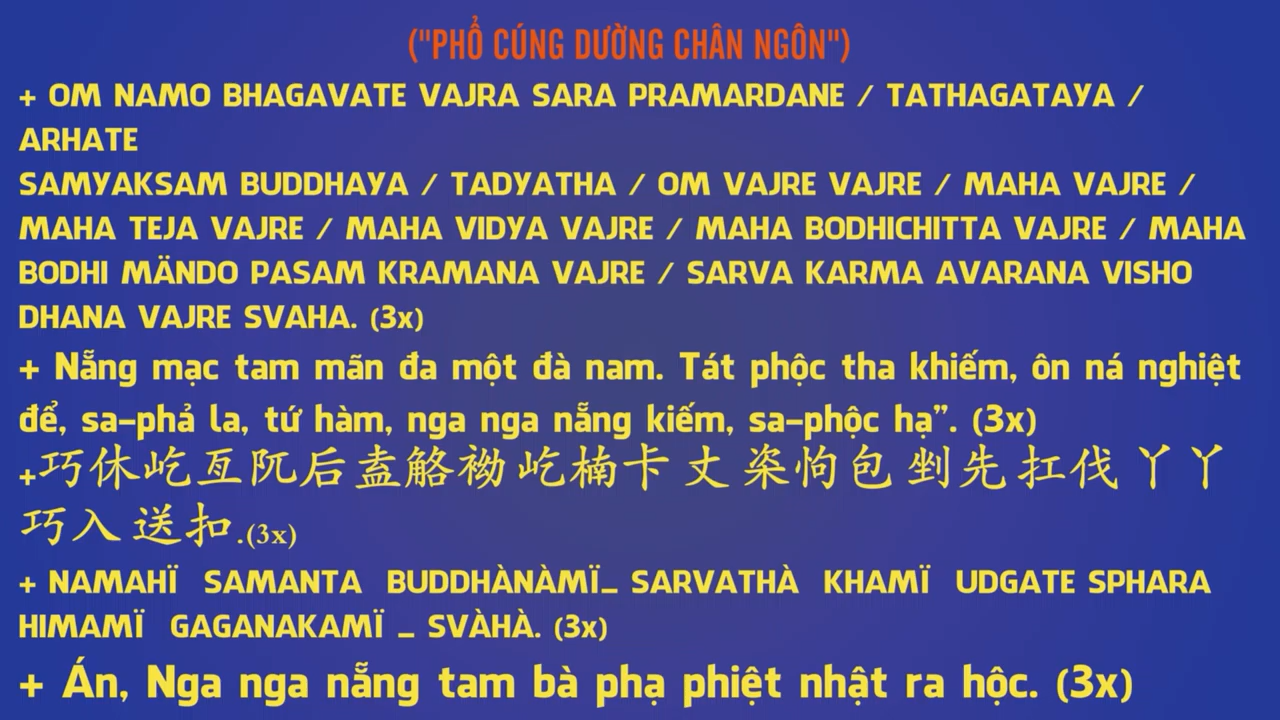 ("PHỔ CÚNG DƯỜNG CHÂN NGÔN")
+ OM NAMO BHAGAVATE VAJRA SARA PRAMARDANE / TATHAGATAYA /
ARHATE
SAMYAKSAM BUDDHAYA / TADYATHA / OM VAJRE VAJRE / MAHA VAJRE /
MAHA TEJA VAJRE / MAHA VIDYA VAJRE / MAHA BODHICHITTA VAJRE / MAHA
BODHI MÄNDO PASAM KRAMANA VAJRE / SARVA KARMA AVARANA VISHO
DHANA VAJRE SVAHA. (3x)
+ Nẵng mạc tam mãn đa một đà nam. Tát phộc tha khiếm, ôn ná nghiệt
để, sa-phả la, tứ hàm, nga nga nẵng kiếm, sa-phộc hạ”. (3x)
+巧休屹亙阢后盍觡袎屹楠卡丈栥怐包剉先扛伐丫丫
巧入送扣.(3x)
+ NAMAHÏ SAMANTA BUDDHÀNÀMÏ_ SARVATHÀ KHAMÏ UDGATE SPHARA
HIMAMÏ GAGANAKAMÏ _ SVÀHÀ. (3x)
+ Án, Nga nga nẵng tam bà phạ phiệt nhật ra hộc. (3x)